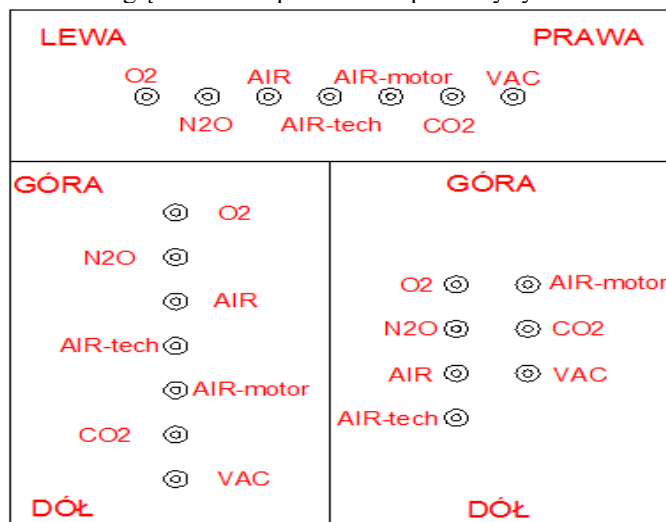 LEWA PRAWA
O2 AIR AIR-motor VAC
N2O AIR-tech CO2
GÓRA
O2
N2O
AIR
AIR-tech
AIR-motor
CO2
VAC
DÓŁ
GÓRA
O2 AIR-motor
N2O CO2
AIR VAC
AIR-tech
DÓŁ